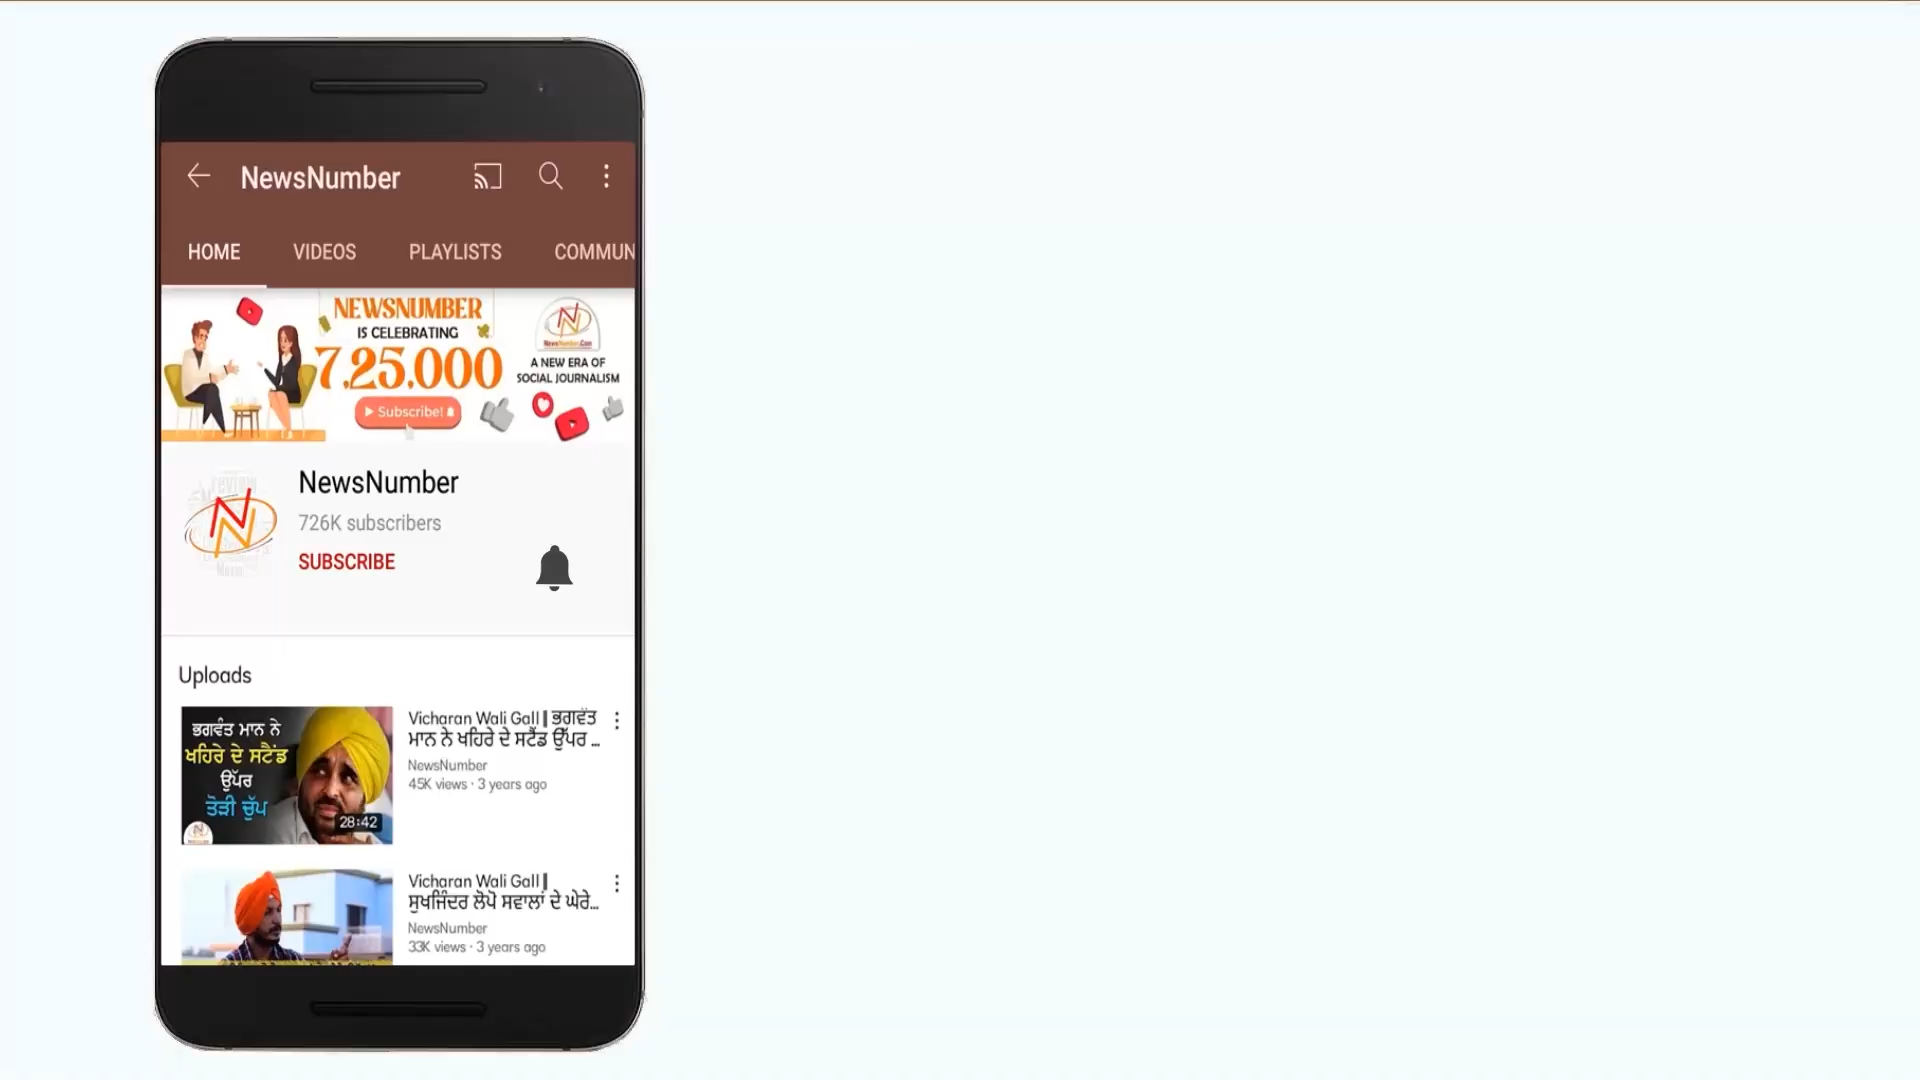 NewsNumber
HOME VIDEOS PLAYLISTS COMMUN
NEWSNUMBER
IS CELEBRATING
7,25,000
Subscribe!
NewsNumber.Com
A NEW ERA OF
SOCIAL JOURNALISM
NewsNumber
726K subscribers
SUBSCRIBE
Uploads
ਭਗਵੰਤ ਮਾਨ ਨੇ
ਖਹਿਰੇ ਦੇ ਸਟੈਂਡ
ਉੱਪਰ
ਤੋੜੀ ਚੁੱਪ
28:42
Vicharan Wali Gall || ਭਗਵੰਤ
ਮਾਨ ਨੇ ਖਹਿਰੇ ਦੇ ਸਟੈਂਡ ਉੱਪਰ ...
NewsNumber
45K views · 3 years ago
Vicharan Wali Gall ||
ਸੁਖਜਿੰਦਰ ਲੋਪੋ ਸਵਾਲਾਂ ਦੇ ਘੇਰੇ...
NewsNumber
33K views · 3 years ago